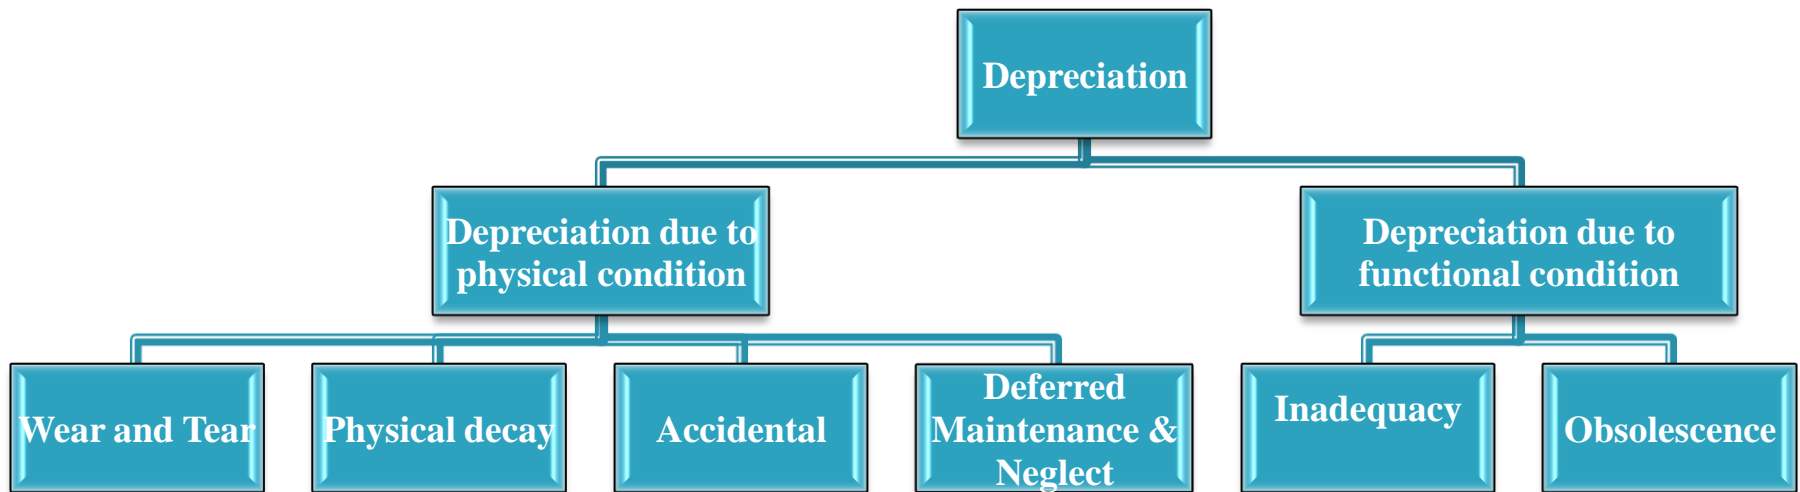 Depreciation
Depreciation due to
physical condition
Depreciation due to
functional condition
Wear and Tear
Physical decay
Accidental
Deferred
Maintenance &
Neglect
Inadequacy
Obsolescence